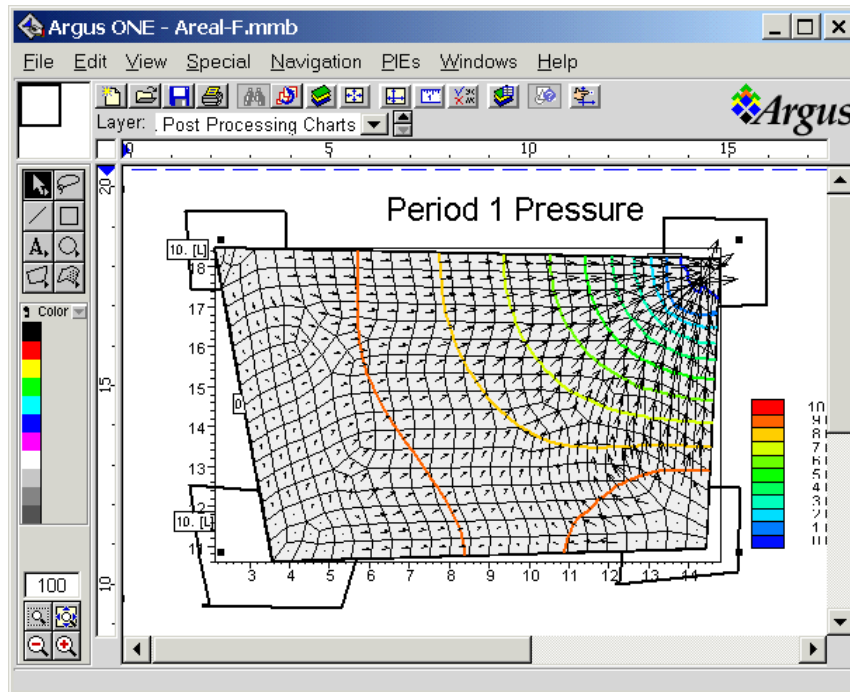 Argus ONE - Areal-F.mmb
File Edit View Special Navigation PIEs Windows Help
Layer: Post Processing Charts
Argus
0 5 10 15
20
15
10
Period 1 Pressure
10. [L]
18
17
16
15
14
13
12
0
10. [L]
3 4 5 6 7 8 9 10 11 12 13 14
Color
100
10
9
8
7
6
5
4
3
2
1
0